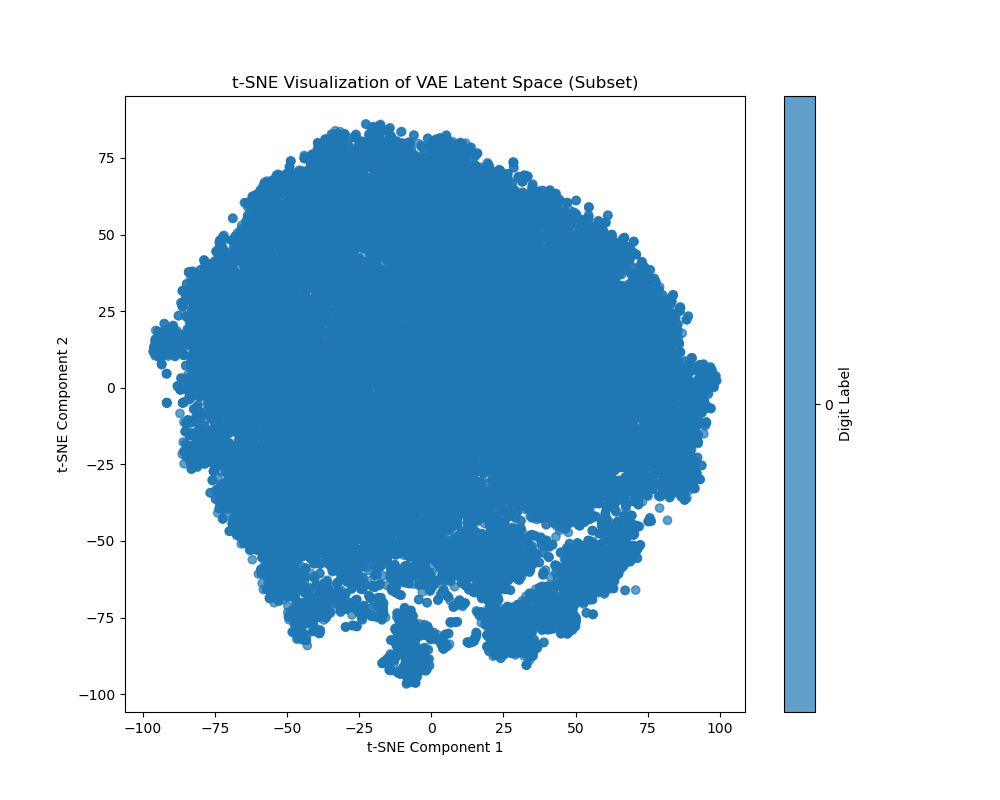 t-SNE Visualization of VAE Latent Space (Subset)
75
50
25
0
−25
−50
−75
−100
t-SNE Component 2
−100 −75 −50 −25 0 25 50 75 100
t-SNE Component 1
0
Digit Label